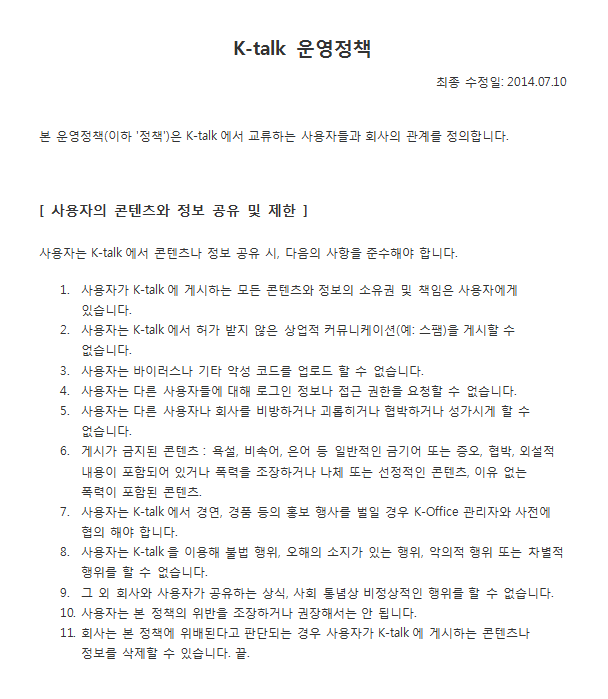 K-talk 운영정책
최종 수정일: 2014.07.10
본 운영정책(이하 '정책')은 K-talk 에서 교류하는 사용자들과 회사의 관계를 정의합니다.
[ 사용자의 콘텐츠와 정보 공유 및 제한 ]
사용자는 K-talk 에서 콘텐츠나 정보 공유 시, 다음의 사항을 준수해야 합니다.
1. 사용자가 K-talk 에 게시하는 모든 콘텐츠와 정보의 소유권 및 책임은 사용자에게
있습니다.
2. 사용자는 K-talk 에서 허가 받지 않은 상업적 커뮤니케이션(예: 스팸)을 게시할 수
없습니다.
3. 사용자는 바이러스나 기타 악성 코드를 업로드 할 수 없습니다.
4. 사용자는 다른 사용자들에 대해 로그인 정보나 접근 권한을 요청할 수 없습니다.
5. 사용자는 다른 사용자나 회사를 비방하거나 괴롭히거나 협박하거나 성가시게 할 수
없습니다.
6. 게시가 금지된 콘텐츠 : 욕설, 비속어, 은어 등 일반적인 금기어 또는 증오, 협박, 외설적
내용이 포함되어 있거나 폭력을 조장하거나 나체 또는 선정적인 콘텐츠, 이유 없는
폭력이 포함된 콘텐츠.
7. 사용자는 K-talk 에서 경연, 경품 등의 홍보 행사를 벌일 경우 K-Office 관리자와 사전에
협의 해야 합니다.
8. 사용자는 K-talk 을 이용해 불법 행위, 오해의 소지가 있는 행위, 악의적 행위 또는 차별적
행위를 할 수 없습니다.
9. 그 외 회사와 사용자가 공유하는 상식, 사회 통념상 비정상적인 행위를 할 수 없습니다.
10. 사용자는 본 정책의 위반을 조장하거나 권장해서는 안 됩니다.
11. 회사는 본 정책에 위배된다고 판단되는 경우 사용자가 K-talk 에 게시하는 콘텐츠나
정보를 삭제할 수 있습니다. 끝.